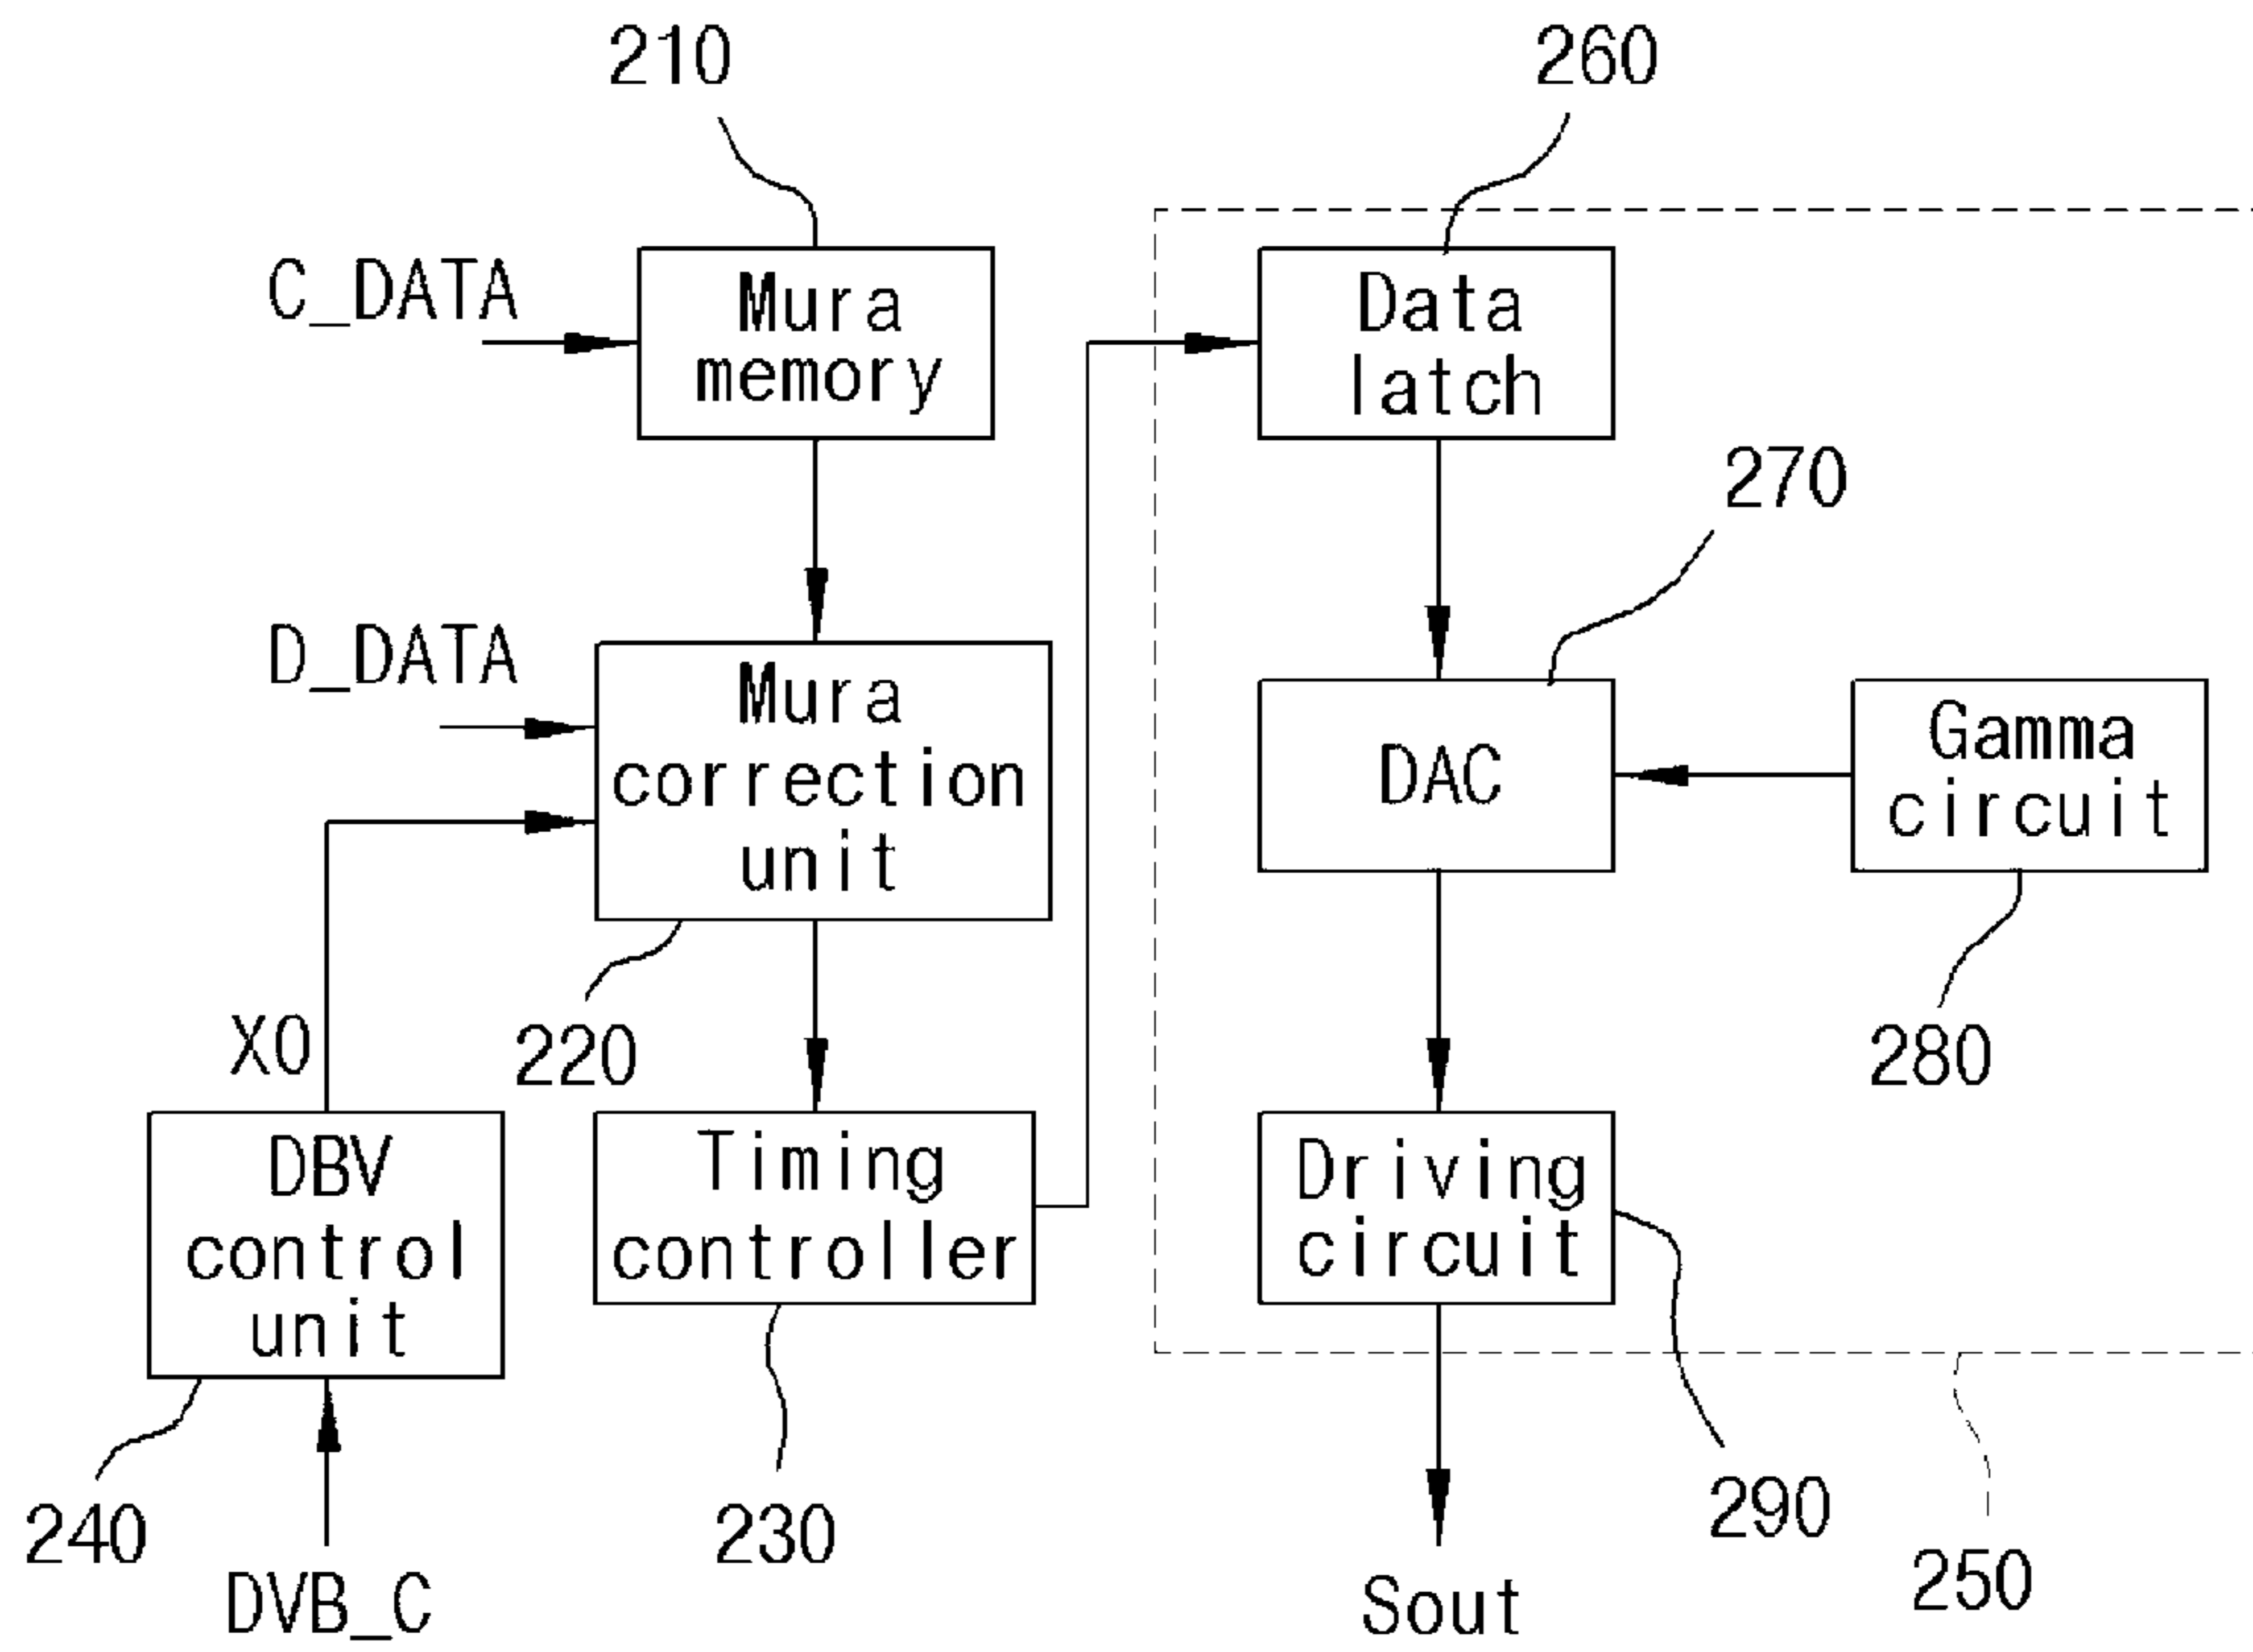 210
260
C_DATA
Mura
memory
Data
latch
270
D_DATA
Mura
correction
unit
DAC
Gamma
circuit
X0
220
280
DBV
control
unit
Timing
controller
Driving
circuit
240
230
290
250
DVB_C
Sout